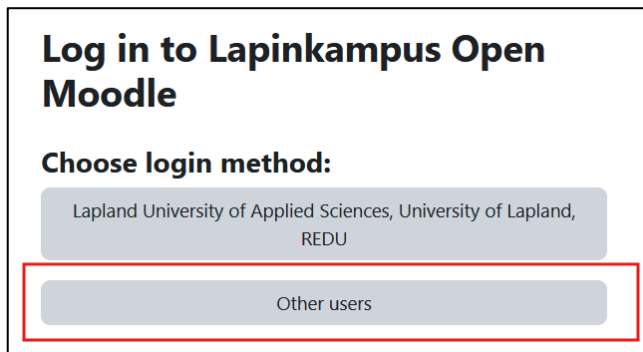 Log in to Lapinkampus Open
Moodle
Choose login method:
Lapland University of Applied Sciences, University of Lapland,
REDU
Other users